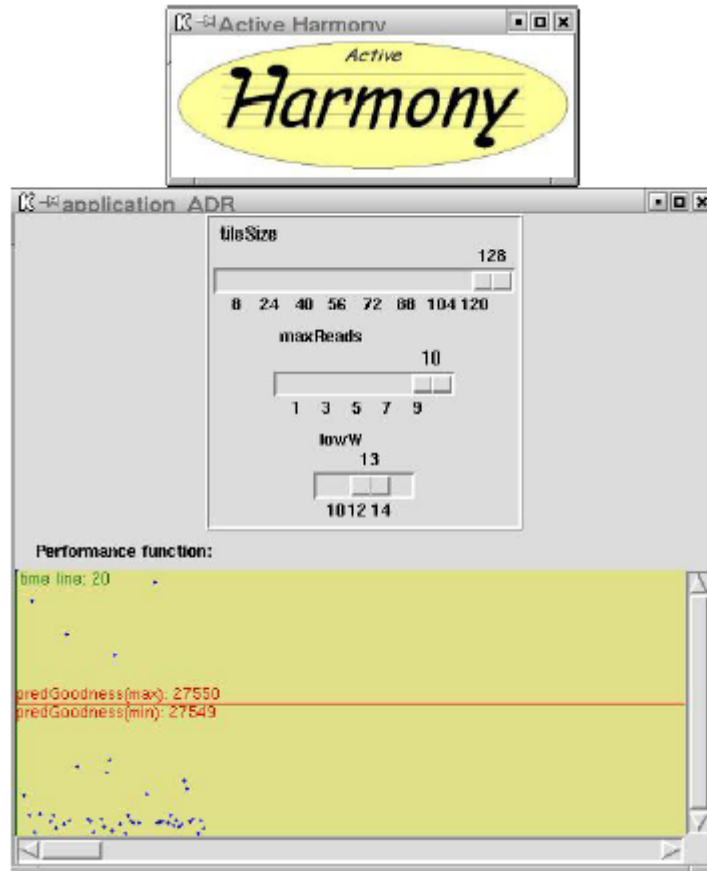 Active Harmony
Active
Harmony
application ADR
tileSize
128
8 24 40 56 72 88 104 120
maxReads
10
1 3 5 7 9
lowW
13
10 12 14
Performance function:
time line: 20
predGoodness(max): 27550
predGoodness(min): 27549